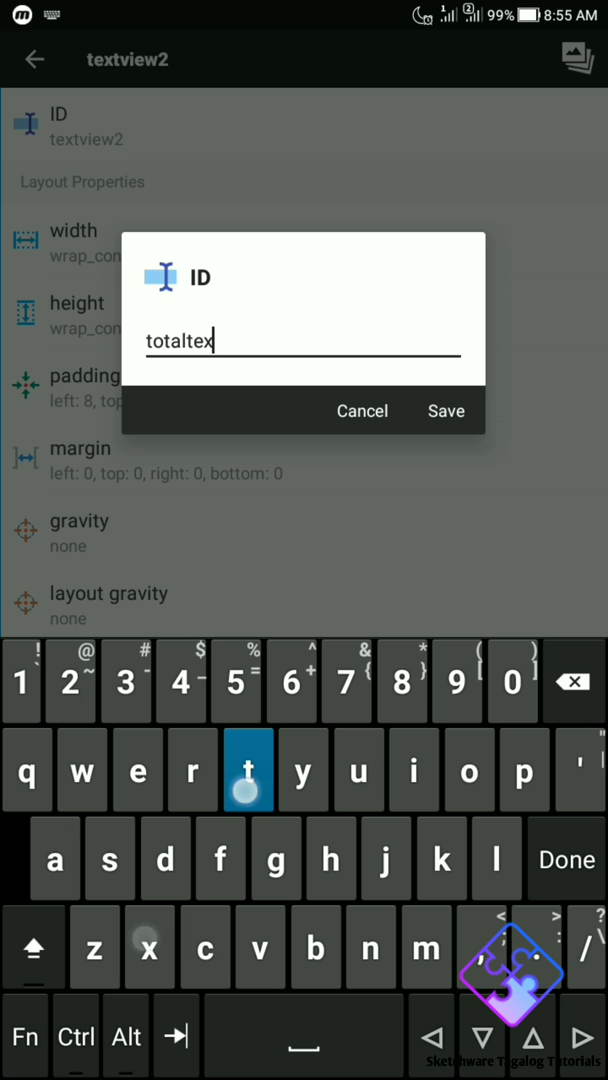 m 1 2 99% 8:55 AM
textview2
ID
textview2
Layout Properties
width
wrap_con
height
wrap_con
padding
left: 8, top
margin
left: 0, top: 0, right: 0, bottom: 0
gravity
none
layout gravity
none
ID
totaltex
Cancel Save
! @ # $ % ^ & * ( )
1 2 3 4 5 6 7 8 9 0
` ~ - _ = + { } [ ]
q w e r t y u i o p ' " |
a s d f g h j k l Done
< > ?
z x c v b n m , . /
; : \
Fn Ctrl Alt
Sketchware Tagalog Tutorials